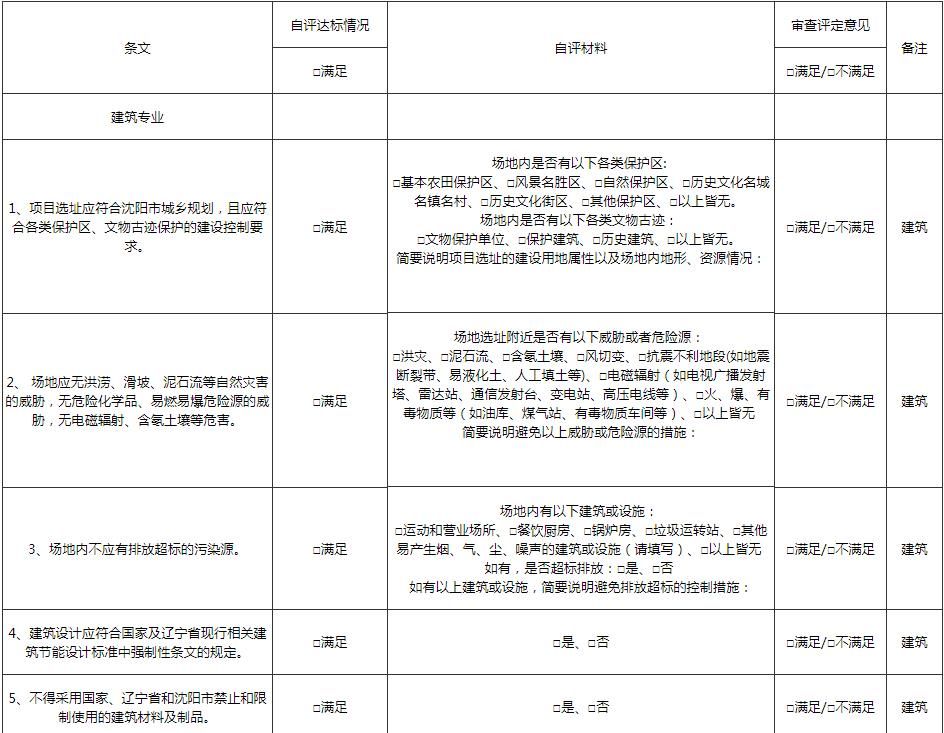 条文
自评达标情况
□满足
自评材料
审查评定意见
□满足/□不满足
备注
建筑专业
1、项目选址应符合沈阳市城乡规划，且应符
合各类保护区、文物古迹保护的建设控制要
求。
□满足
场地内是否有以下各类保护区:
□基本农田保护区、□风景名胜区、□自然保护区、□历史文化名城
名镇名村、□历史文化街区、□其他保护区、□以上皆无。
场地内是否有以下各类文物古迹：
□文物保护单位、□保护建筑、□历史建筑、□以上皆无。
简要说明项目选址的建设用地属性以及场地内地形、资源情况：
□满足/□不满足
建筑
2、 场地应无洪涝、滑坡、泥石流等自然灾害
的威胁，无危险化学品、易燃易爆危险源的威
胁，无电磁辐射、含氡土壤等危害。
□满足
场地选址附近是否有以下威胁或者危险源：
□洪灾、□泥石流、□含氡土壤、□风切变、□抗震不利地段(如地震
断裂带、易液化土、人工填土等)、□电磁辐射（如电视广播发射
塔、雷达站、通信发射台、变电站、高压电线等）、□火、爆、有
毒物质等（如油库、煤气站、有毒物质车间等）、□以上皆无
简要说明避免以上威胁或危险源的措施：
□满足/□不满足
建筑
3、场地内不应有排放超标的污染源。
□满足
场地内有以下建筑或设施：
□运动和营业场所、□餐饮厨房、□锅炉房、□垃圾运转站、□其他
易产生烟、气、尘、噪声的建筑或设施（请填写）、□以上皆无
如有，是否超标排放：□是、□否
如有以上建筑或设施，简要说明避免排放超标的控制措施：
□满足/□不满足
建筑
4、建筑设计应符合国家及辽宁省现行相关建
筑节能设计标准中强制性条文的规定。
□满足
□是、□否
□满足/□不满足
建筑
5、不得采用国家、辽宁省和沈阳市禁止和限
制使用的建筑材料及制品。
□满足
□是、□否
□满足/□不满足
建筑